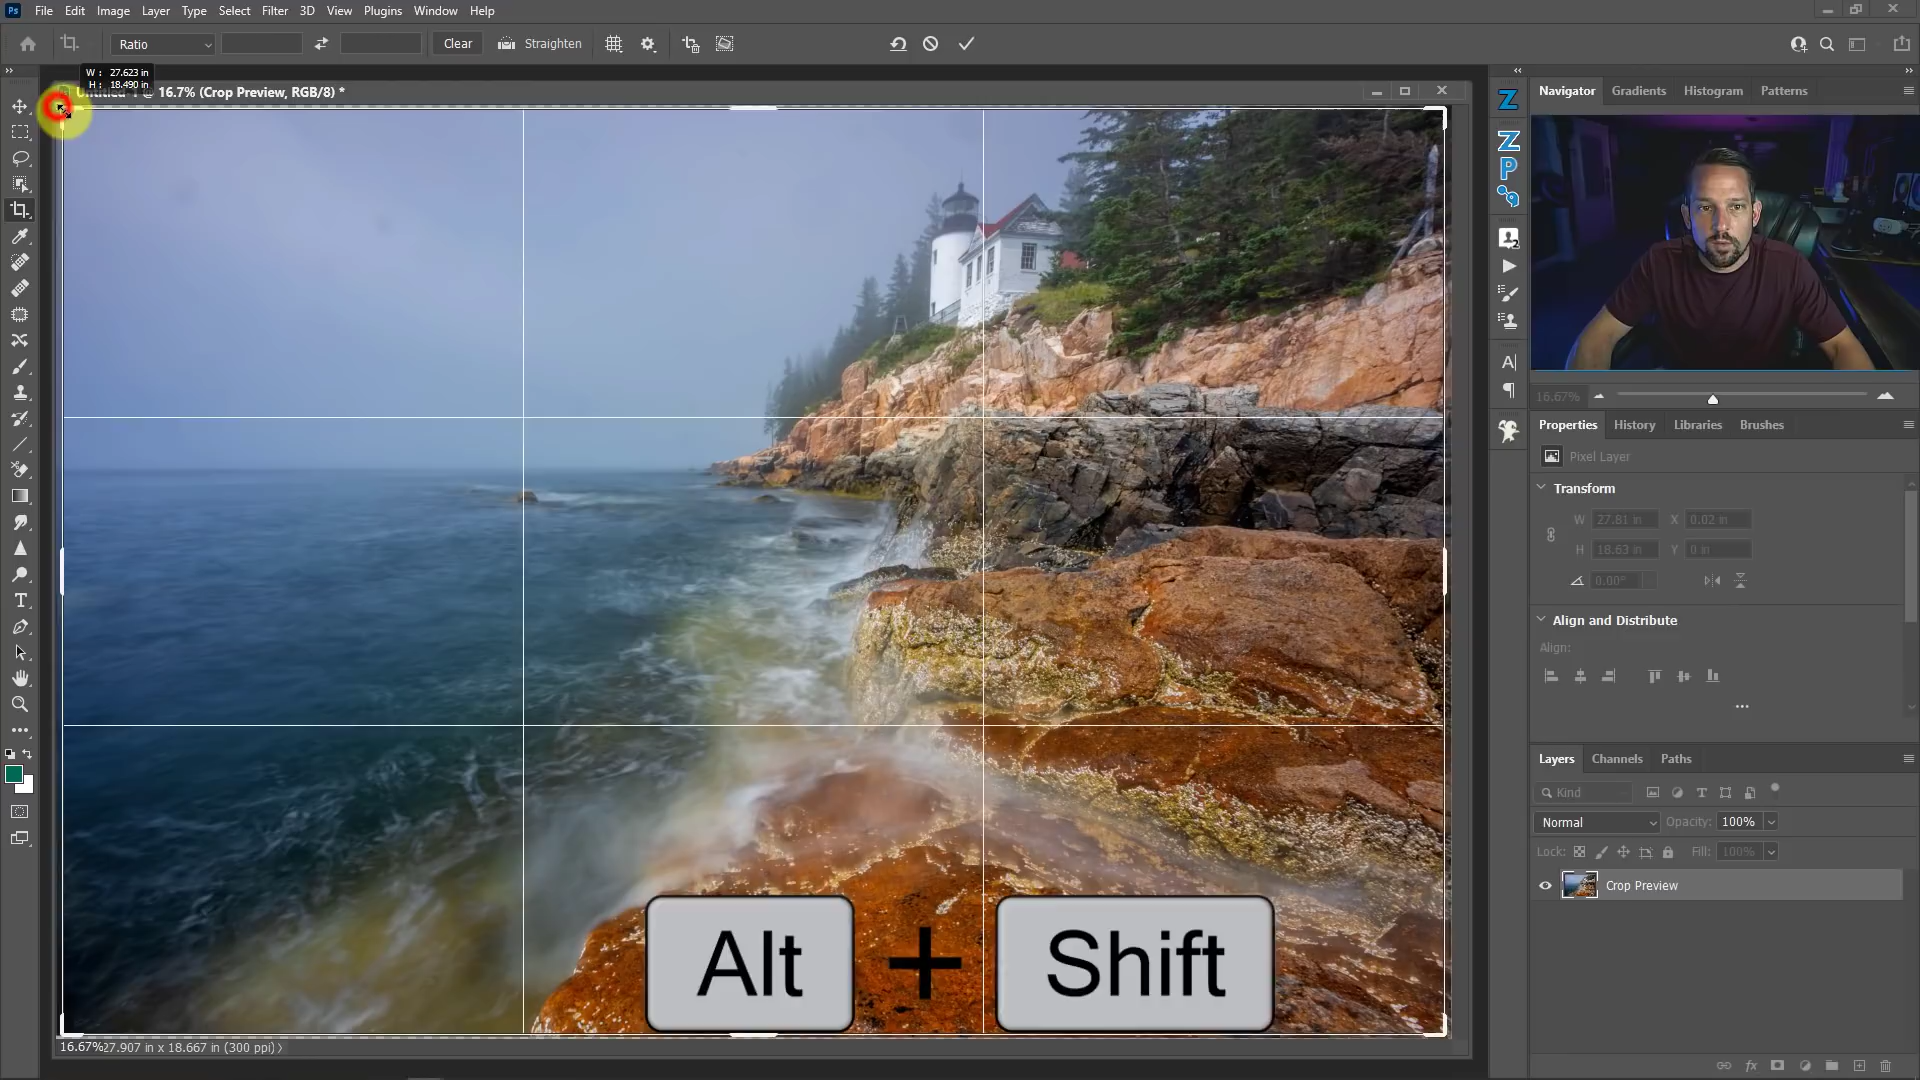 Ps File Edit Image Layer Type Select Filter 3D View Plugins Window Help
Ratio Clear Straighten
W : 27.623 in
H : 18.490 in
@ 16.7% (Crop Preview, RGB/8) *
Navigator Gradients Histogram Patterns
16.67%
Properties History Libraries Brushes
Pixel Layer
Transform
W 27.81 in X 0.02 in
H 18.63 in Y 0 in
0.00°
Align and Distribute
Align:
Layers Channels Paths
Kind
Normal Opacity: 100%
Lock: Fill: 100%
Crop Preview
Alt + Shift
16.67% 27.907 in x 18.667 in (300 ppi)